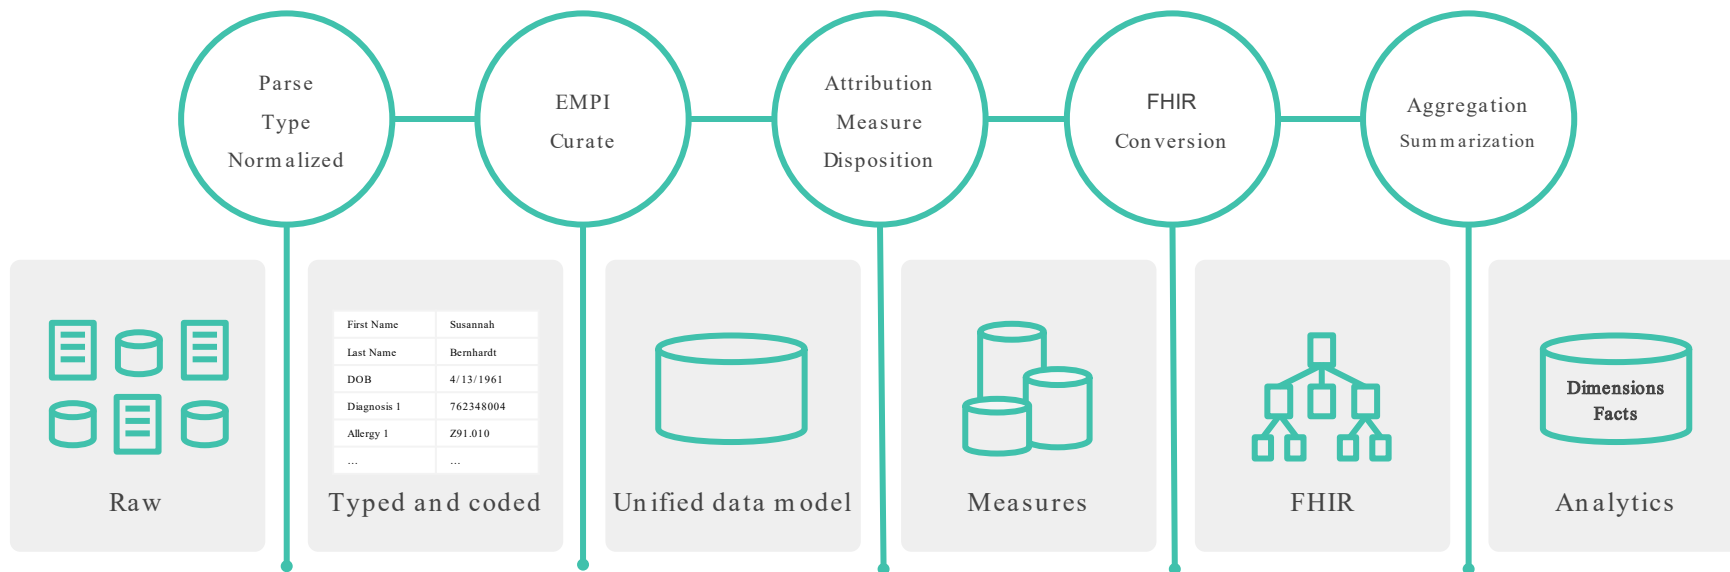 Parse
Type
Normalized
EMPI
Curate
Attribution
Measure
Disposition
FHIR
Conversion
Aggregation
Summarization
Raw
First Name Susannah
Last Name Bernhardt
DOB 4/13/1961
Diagnosis 1 762348004
Allergy 1 Z91.010
... ...
Typed and coded
Unified data model
Measures
FHIR
Dimensions
Facts
Analytics